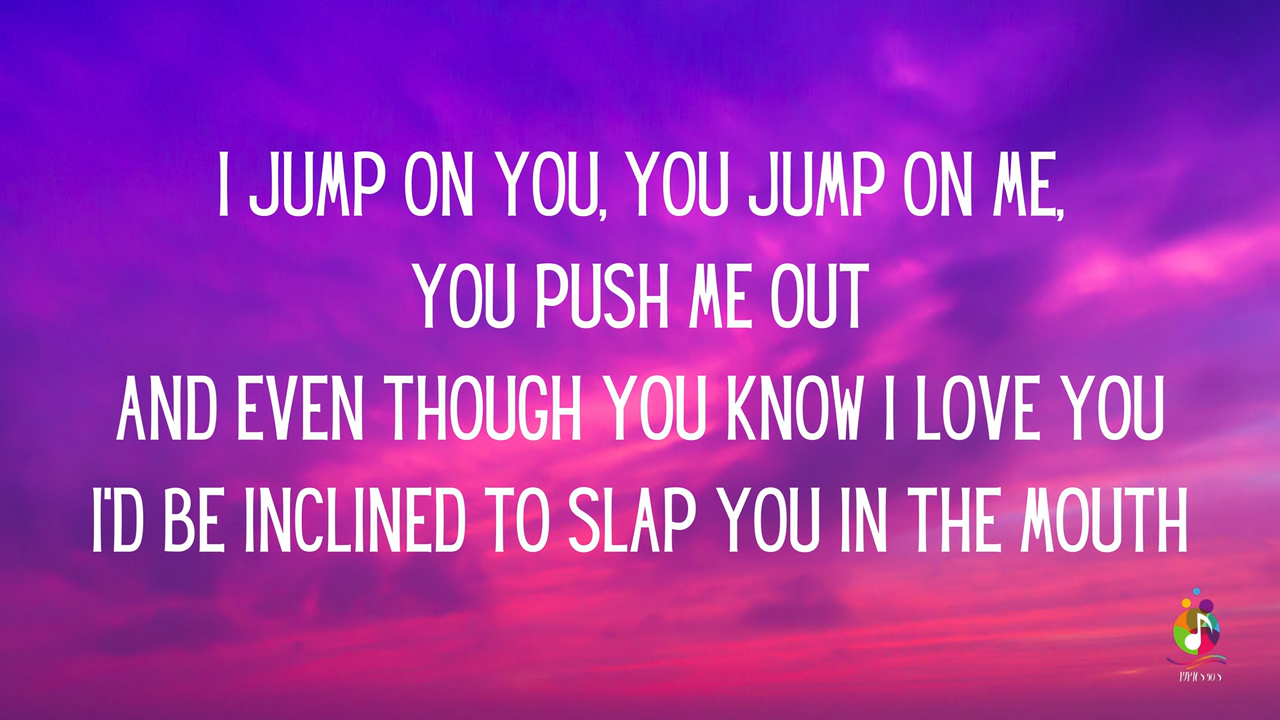 I JUMP ON YOU, YOU JUMP ON ME,
YOU PUSH ME OUT
AND EVEN THOUGH YOU KNOW I LOVE YOU
I'D BE INCLINED TO SLAP YOU IN THE MOUTH